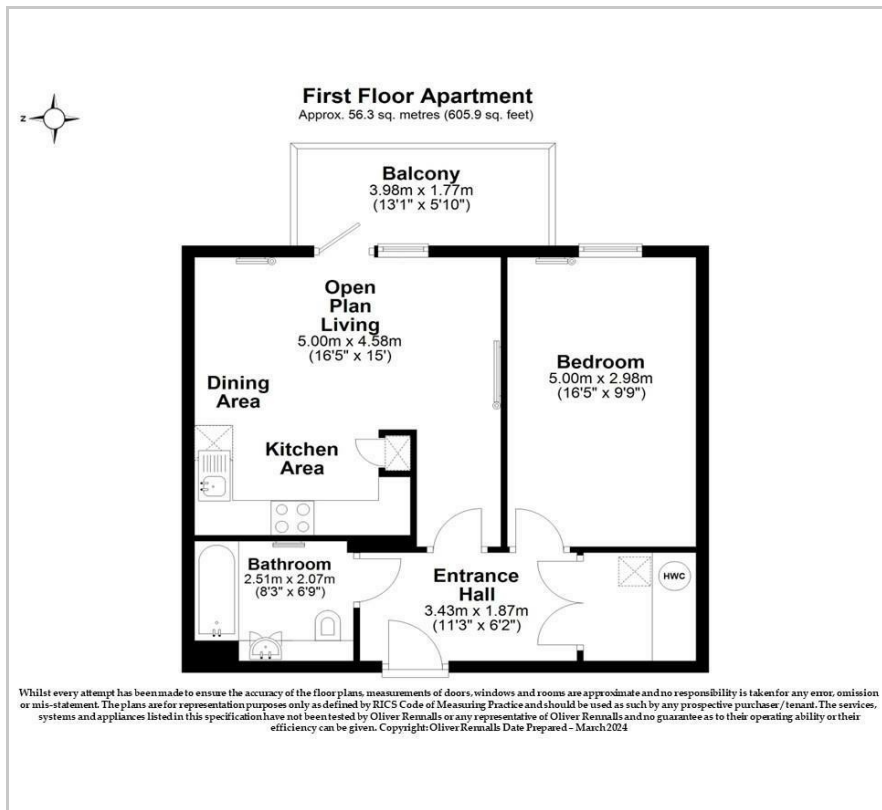 First Floor Apartment
Approx. 56.3 sq. metres (605.9 sq. feet)
z
Balcony
3.98m x 1.77m
(13'1" x 5'10")
Open
Plan
Living
5.00m x 4.58m
(16'5" x 15')
Bedroom
5.00m x 2.98m
(16'5" x 9'9")
Dining
Area
Kitchen
Area
Bathroom
2.51m x 2.07m
(8'3" x 6'9")
Entrance
Hall
3.43m x 1.87m
(11'3" x 6'2")
HWC
Whilst every attempt has been made to ensure the accuracy of the floor plans, measurements of doors, windows and rooms are approximate and no responsibility is taken for any error, omission
or mis-statement. The plans are for representation purposes only as defined by RICS Code of Measuring Practice and should be used as such by any prospective purchaser/tenant. The services,
systems and appliances listed in this specification have not been tested by Oliver Rennalls or any representative of Oliver Rennalls and no guarantee as to their operating ability or their
efficiency can be given. Copyright: Oliver Rennalls Date Prepared – March 2024